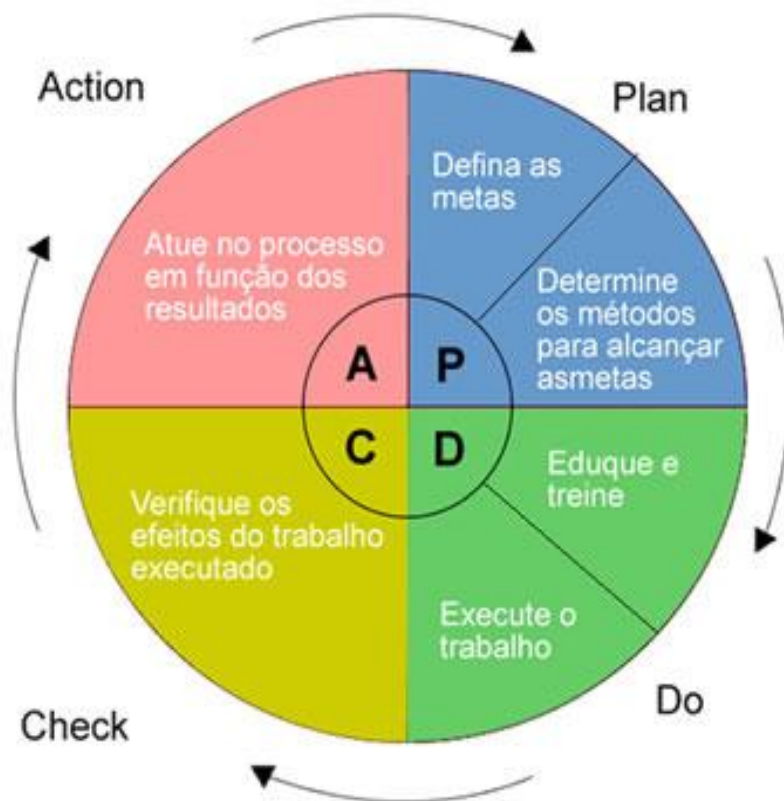 Action
Plan
Defina as
metas
Atue no processo
em função dos
resultados
Determine
os métodos
para alcançar
asmetas
A
P
C
D
Eduque e
treine
Verifique os
efeitos do trabalho
executado
Execute o
trabalho
Do
Check